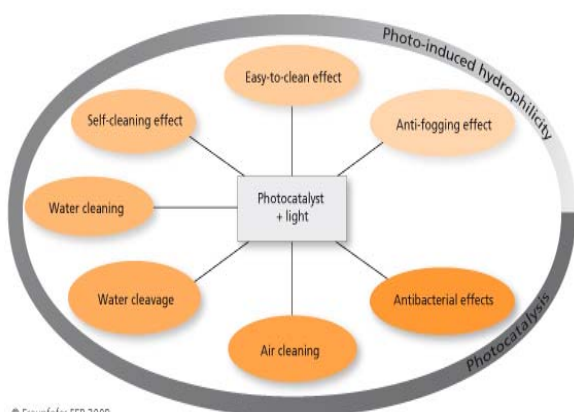 Photo-induced hydrophilicity
Easy-to-clean effect
Self-cleaning effect
Anti-fogging effect
Water cleaning
Photocatalyst
+ light
Water cleavage
Antibacterial effects
Air cleaning
Photocatalysis